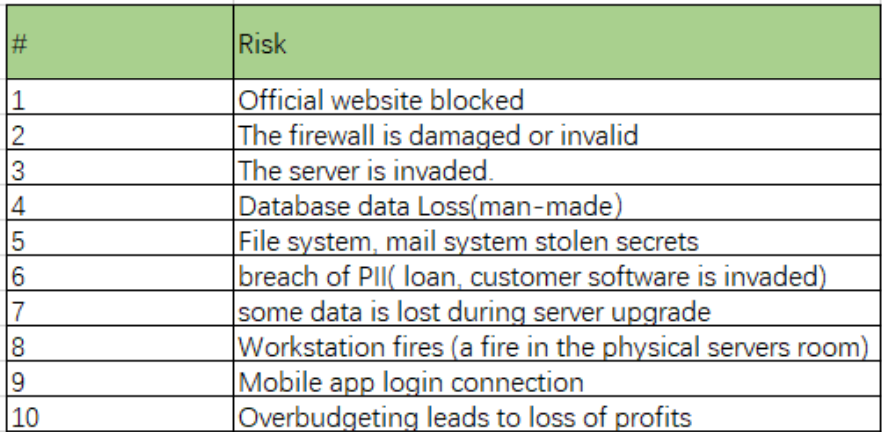 # Risk
1 Official website blocked
2 The firewall is damaged or invalid
3 The server is invaded.
4 Database data Loss(man-made)
5 File system, mail system stolen secrets
6 breach of PII( loan, customer software is invaded)
7 some data is lost during server upgrade
8 Workstation fires (a fire in the physical servers room)
9 Mobile app login connection
10 Overbudgeting leads to loss of profits